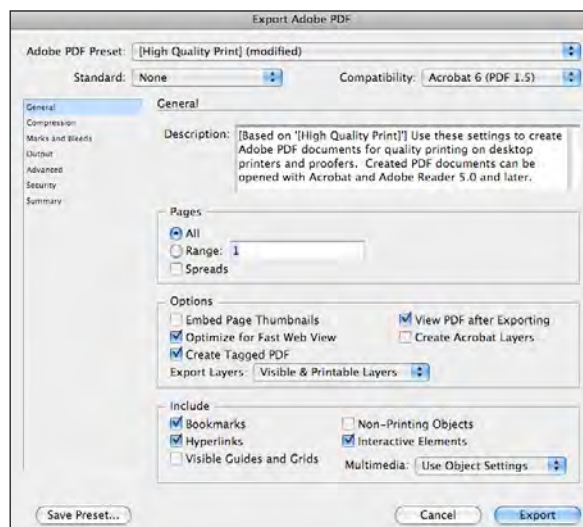 Export Adobe PDF
Adobe PDF Preset: [High Quality Print] (modified)
Standard: None
Compatibility: Acrobat 6 (PDF 1.5)
General
Compression
Marks and Bleeds
Output
Advanced
Security
Summary
General
Description: [Based on '[High Quality Print]'] Use these settings to create
Adobe PDF documents for quality printing on desktop
printers and proofers. Created PDF documents can be
opened with Acrobat and Adobe Reader 5.0 and later.
Pages
All
Range: 1
Spreads
Options
Embed Page Thumbnails
View PDF after Exporting
Optimize for Fast Web View
Create Acrobat Layers
Create Tagged PDF
Export Layers: Visible & Printable Layers
Include
Bookmarks
Non-Printing Objects
Hyperlinks
Interactive Elements
Visible Guides and Grids
Multimedia: Use Object Settings
Save Preset...
Cancel
Export